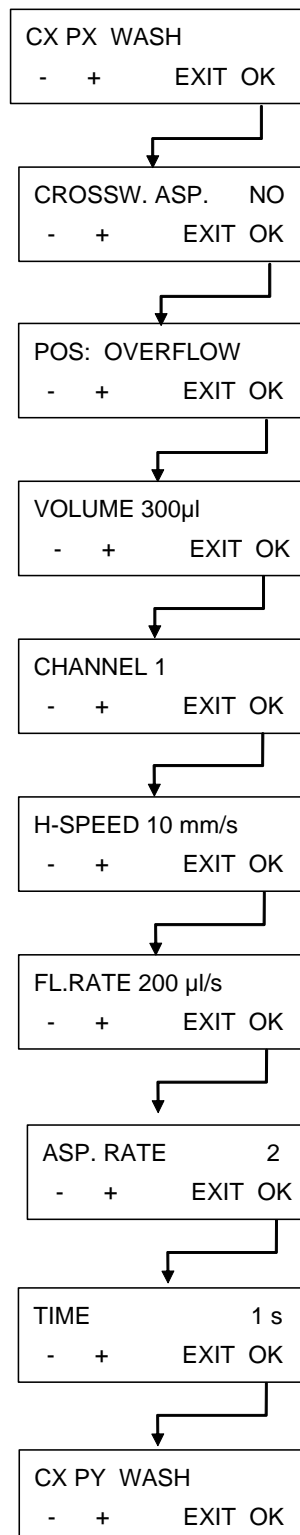 CX PX WASH
- + EXIT OK
CROSSW. ASP. NO
- + EXIT OK
POS: OVERFLOW
- + EXIT OK
VOLUME 300µl
- + EXIT OK
CHANNEL 1
- + EXIT OK
H-SPEED 10 mm/s
- + EXIT OK
FL.RATE 200 µl/s
- + EXIT OK
ASP. RATE 2
- + EXIT OK
TIME 1 s
- + EXIT OK
CX PY WASH
- + EXIT OK